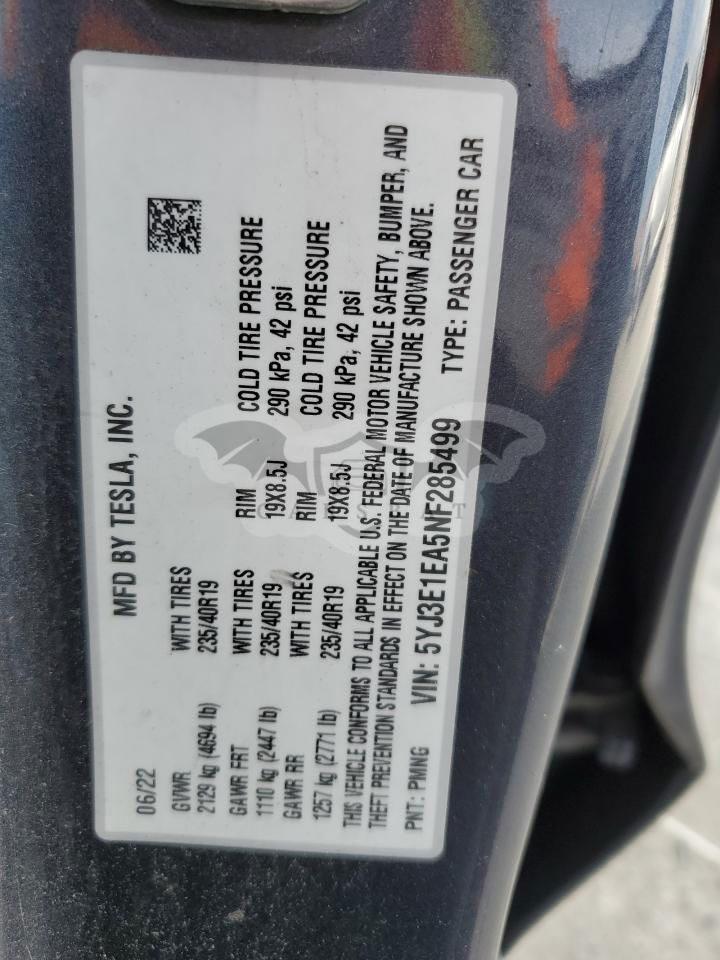 MFD BY TESLA, INC.
06/22
GVWR WITH TIRES
2129 kg (4694 lb) 235/40R19
GAWR FRT WITH TIRES RIM COLD TIRE PRESSURE
1110 kg (2447 lb) 235/40R19 19X8.5J 290 kPa, 42 psi
GAWR RR WITH TIRES RIM COLD TIRE PRESSURE
1257 kg (2771 lb) 235/40R19 19X8.5J 290 kPa, 42 psi
THIS VEHICLE CONFORMS TO ALL APPLICABLE U.S. FEDERAL MOTOR VEHICLE SAFETY, BUMPER, AND
THEFT PREVENTION STANDARDS IN EFFECT ON THE DATE OF MANUFACTURE SHOWN ABOVE.
PNT: PMNG VIN: 5YJ3E1EA5NF285499 TYPE: PASSENGER CAR